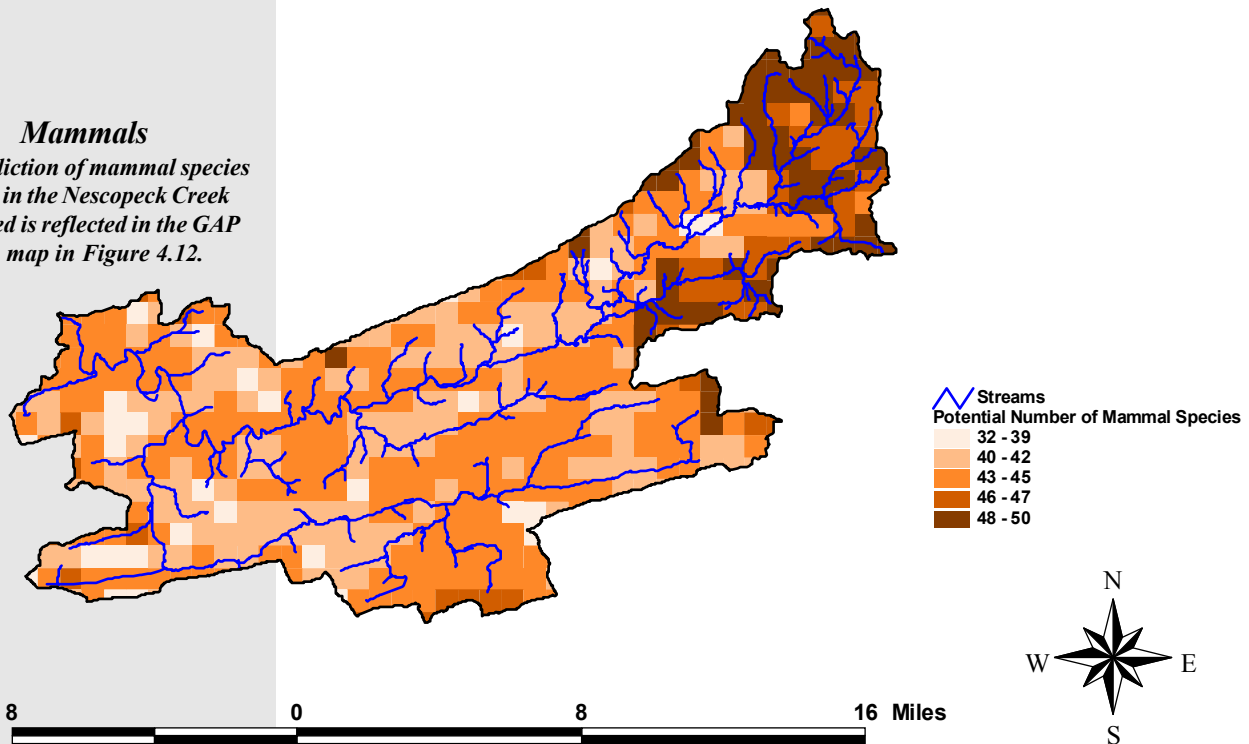 Mammals
diction of mammal species
in the Nescopeck Creek
ed is reflected in the GAP
map in Figure 4.12.
Streams
Potential Number of Mammal Species
32 - 39
40 - 42
43 - 45
46 - 47
48 - 50
N
W E
S
8 0 8 16 Miles